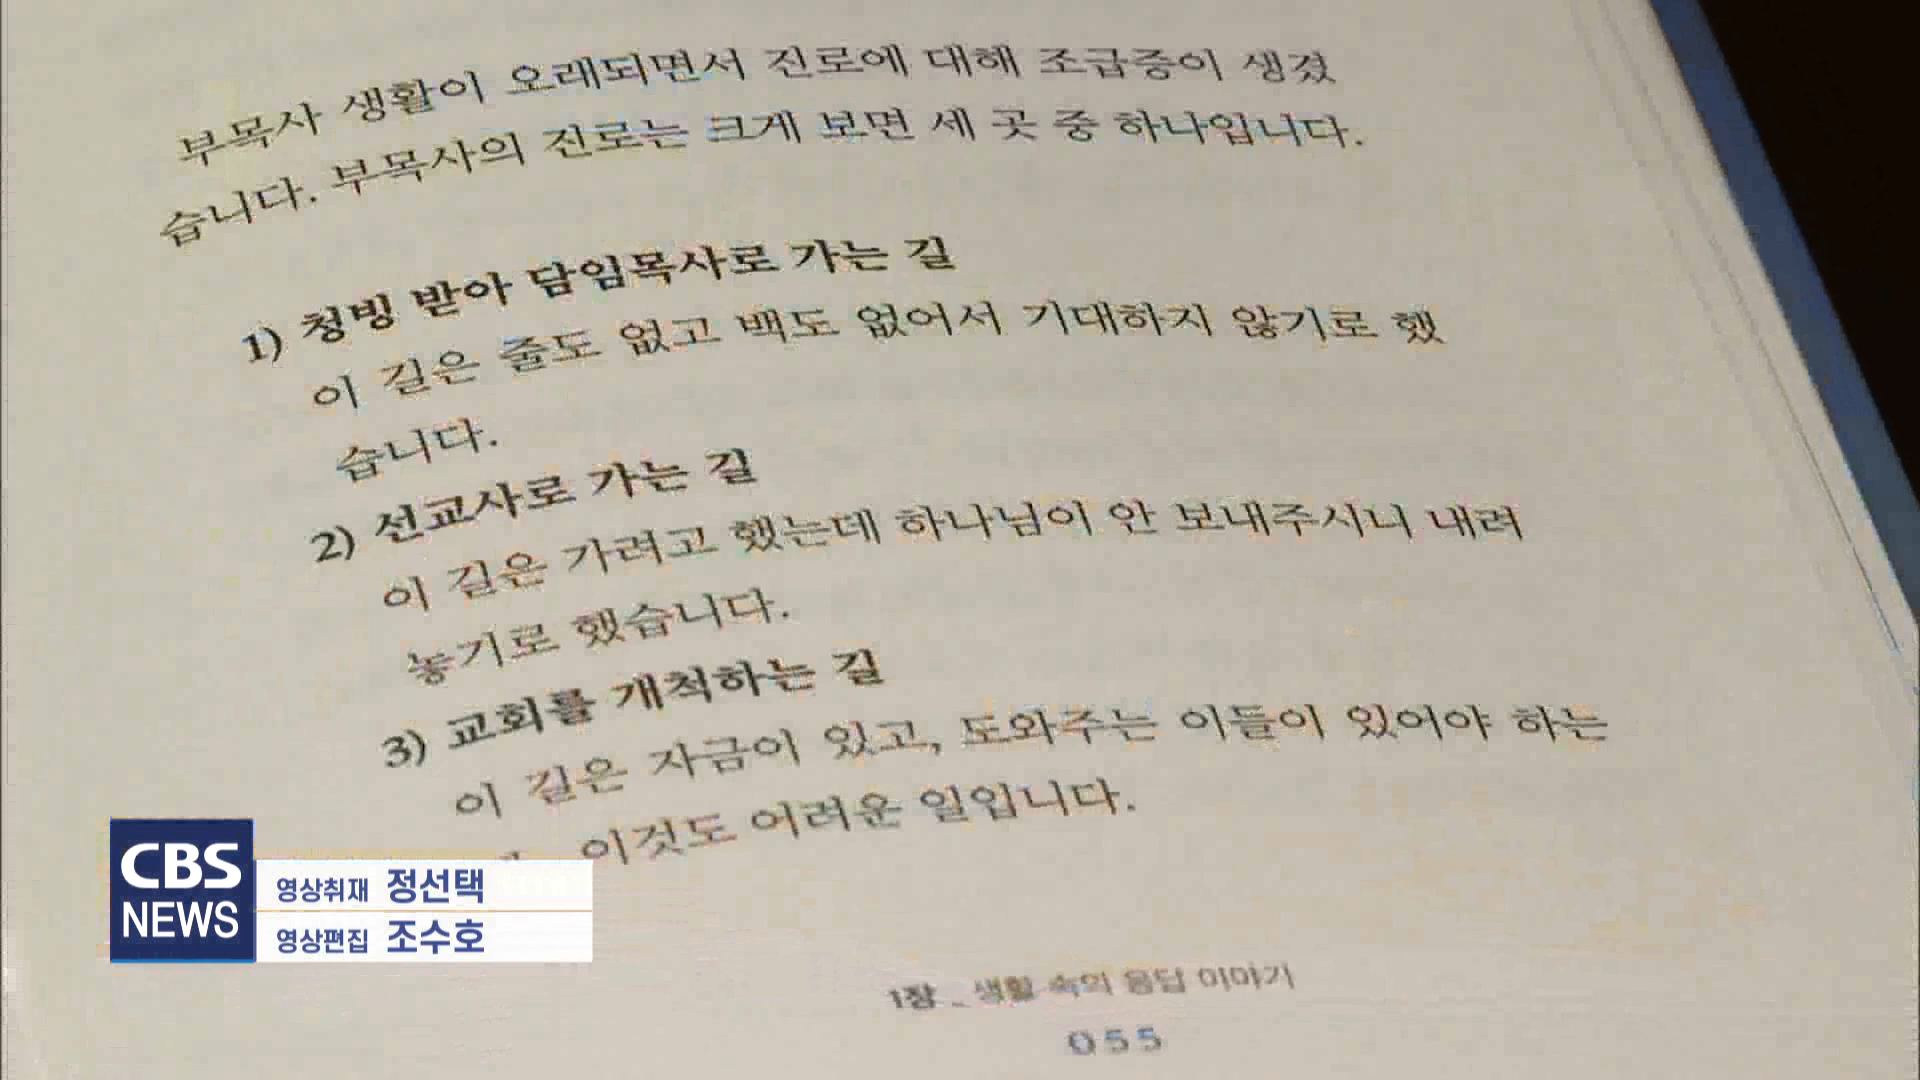 부목사 생활이 오래되면서 진로에 대해 조급증이 생겼
습니다. 부목사의 진로는 크게 보면 세 곳 중 하나입니다.
1) 청빙 받아 담임목사로 가는 길
이 길은 줄도 없고 백도 없어서 기대하지 않기로 했
습니다.
2) 선교사로 가는 길
이 길은 가려고 했는데 하나님이 안 보내주시니 내려
놓기로 했습니다.
3) 교회를 개척하는 길
이 길은 자금이 있고, 도와주는 이들이 있어야 하는
이것도 어려운 일입니다.
CBS
NEWS
영상취재 정선택
영상편집 조수호
1장 _ 생활 속의 응답 이야기
055